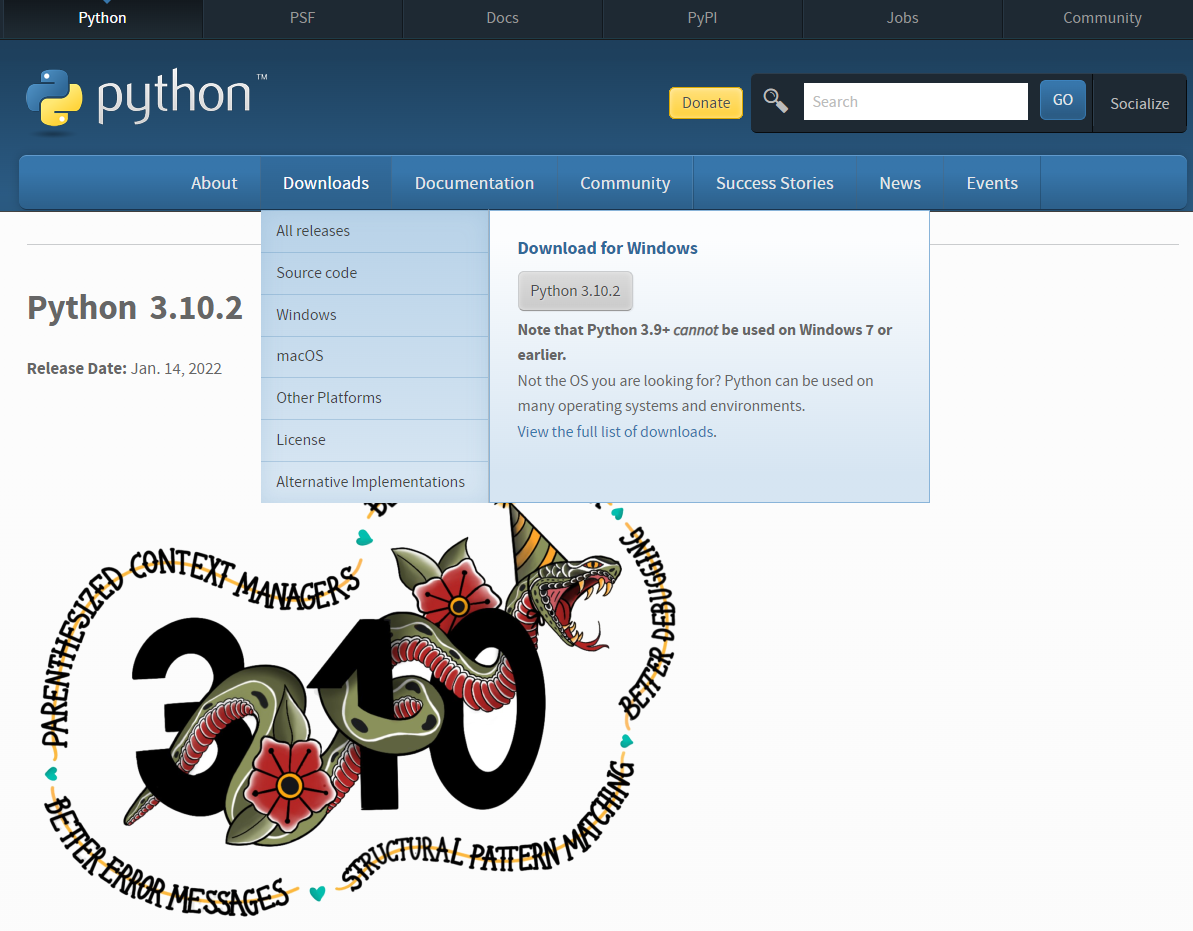 Python PSF Docs PyPI Jobs Community
python™
Donate Search GO Socialize
About Downloads Documentation Community Success Stories News Events
All releases
Source code
Windows
macOS
Other Platforms
License
Alternative Implementations
Download for Windows
Python 3.10.2
Note that Python 3.9+ cannot be used on Windows 7 or
earlier.
Not the OS you are looking for? Python can be used on
many operating systems and environments.
View the full list of downloads.
Python 3.10.2
Release Date: Jan. 14, 2022
PARENTHESIZED CONTEXT MANAGERS
BETTER DEBUGGING
STRUCTURAL PATTERN MATCHING
BETTER ERROR MESSAGES
3.10